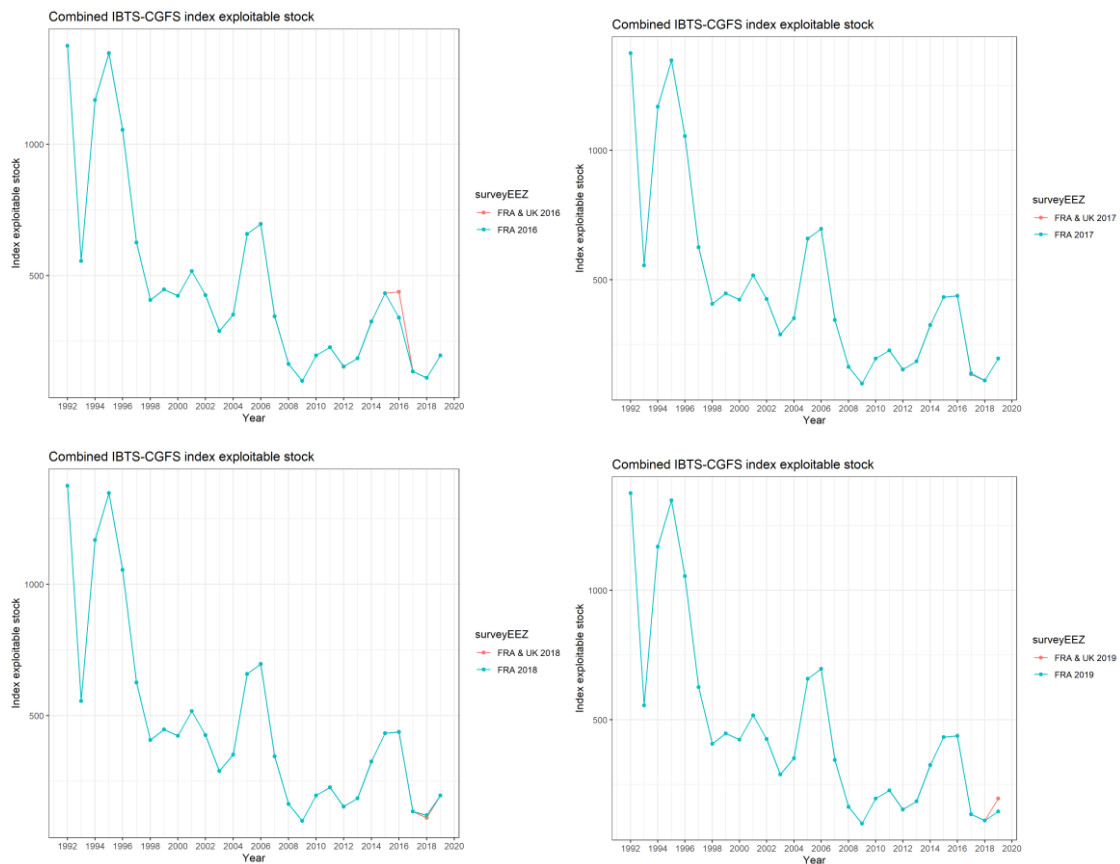 Combined IBTS-CGFS index exploitable stock
Index exploitable stock
1000
500
1992 1994 1996 1998 2000 2002 2004 2006 2008 2010 2012 2014 2016 2018 2020
Year
surveyEEZ
FRA & UK 2016
FRA 2016
Combined IBTS-CGFS index exploitable stock
Index exploitable stock
1000
500
1992 1994 1996 1998 2000 2002 2004 2006 2008 2010 2012 2014 2016 2018 2020
Year
surveyEEZ
FRA & UK 2017
FRA 2017
Combined IBTS-CGFS index exploitable stock
Index exploitable stock
1000
500
1992 1994 1996 1998 2000 2002 2004 2006 2008 2010 2012 2014 2016 2018 2020
Year
surveyEEZ
FRA & UK 2018
FRA 2018
Combined IBTS-CGFS index exploitable stock
Index exploitable stock
1000
500
1992 1994 1996 1998 2000 2002 2004 2006 2008 2010 2012 2014 2016 2018 2020
Year
surveyEEZ
FRA & UK 2019
FRA 2019